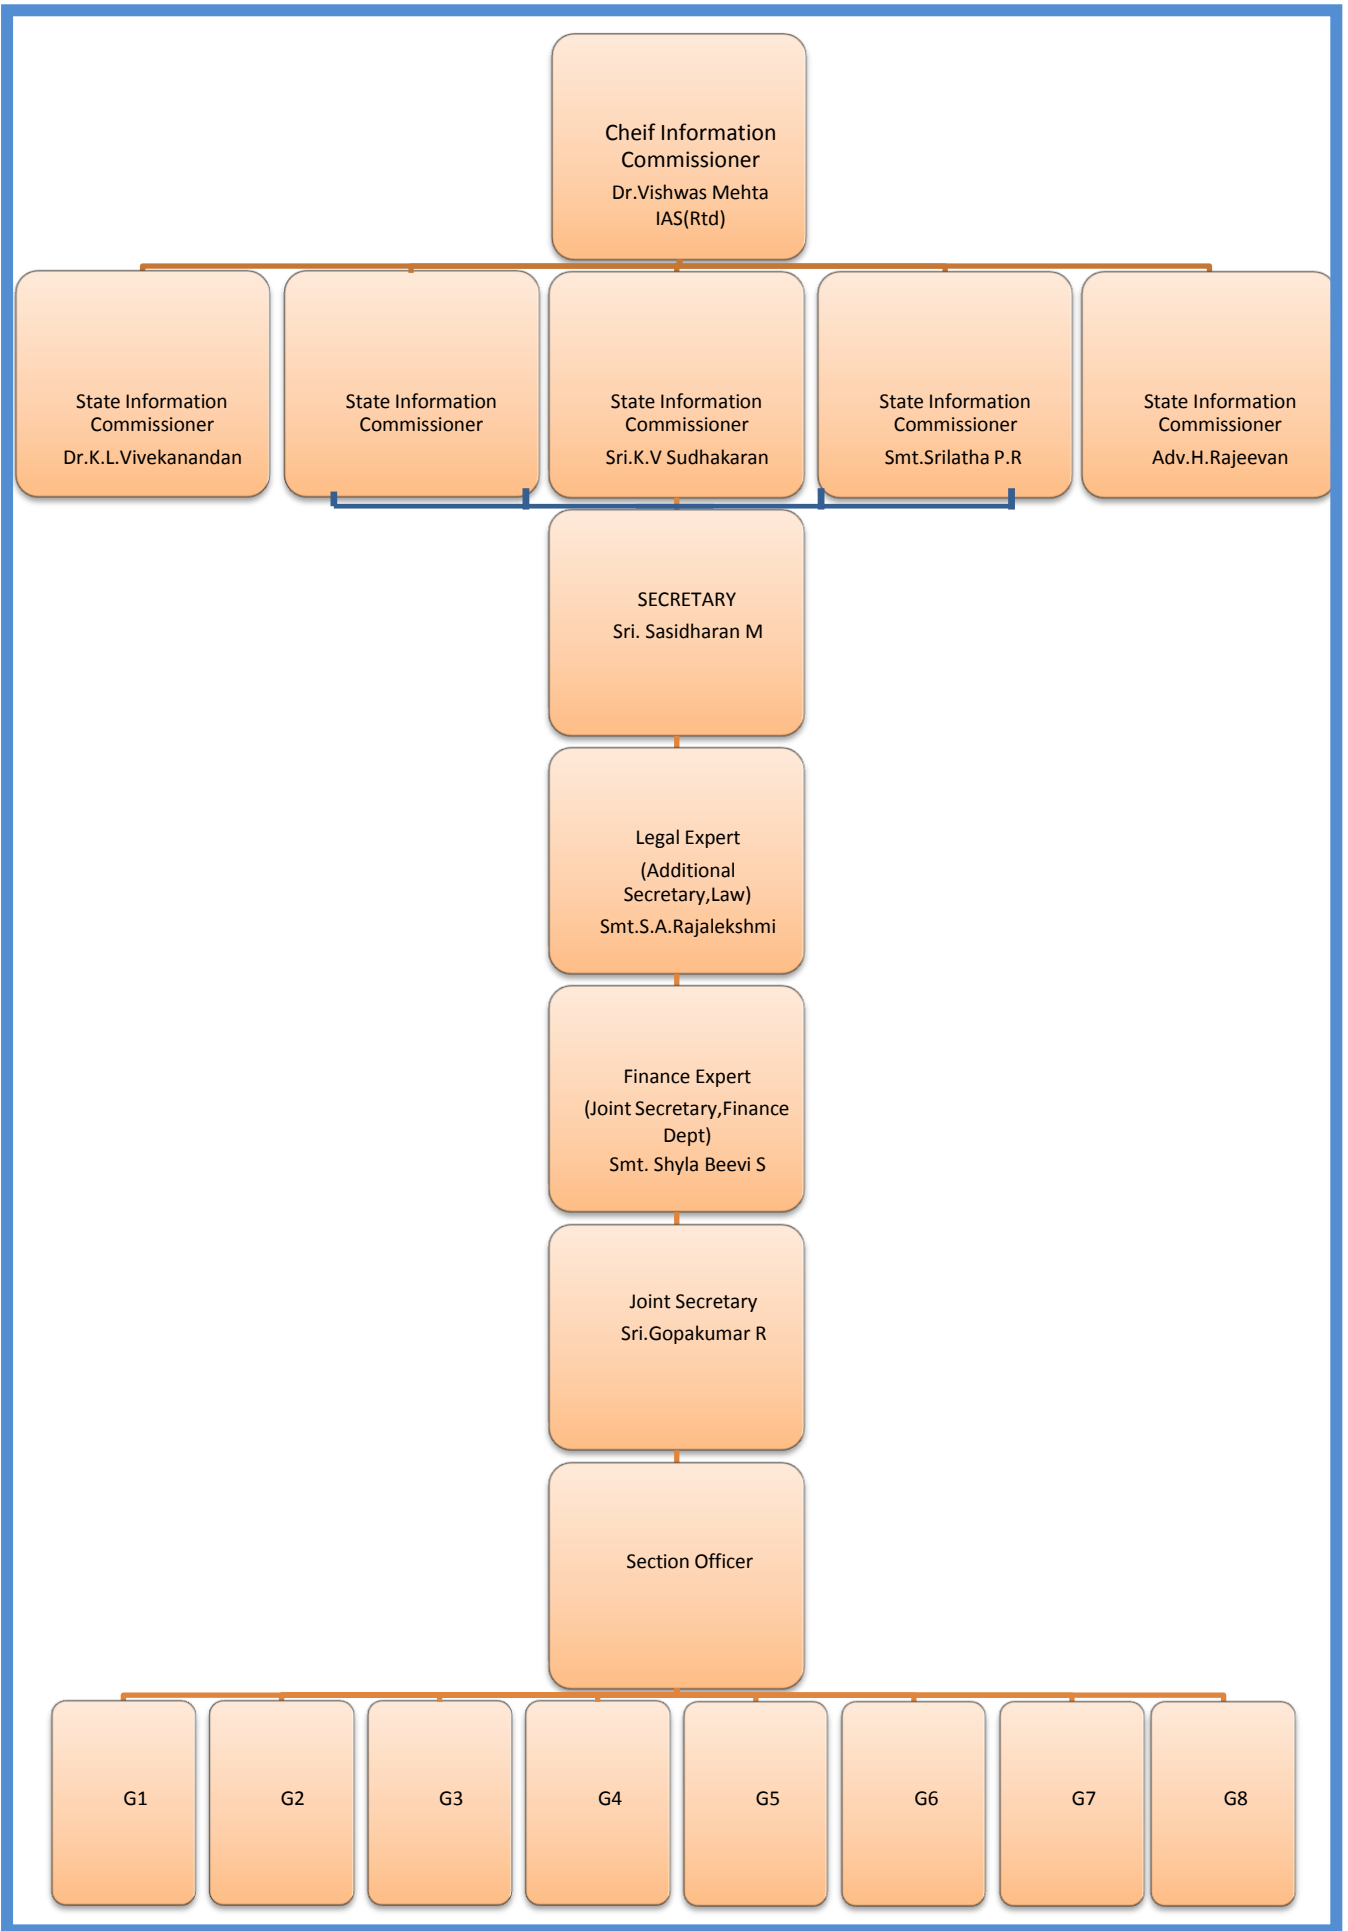 Cheif Information
Commissioner
Dr.Vishwas Mehta
IAS(Rtd)
State Information
Commissioner
Dr.K.L.Vivekanandan
State Information
Commissioner
State Information
Commissioner
Sri.K.V Sudhakaran
State Information
Commissioner
Smt.Srilatha P.R
State Information
Commissioner
Adv.H.Rajeevan
SECRETARY
Sri. Sasidharan M
Legal Expert
(Additional
Secretary,Law)
Smt.S.A.Rajalekshmi
Finance Expert
(Joint Secretary,Finance
Dept)
Smt. Shyla Beevi S
Joint Secretary
Sri.Gopakumar R
Section Officer
G1
G2
G3
G4
G5
G6
G7
G8